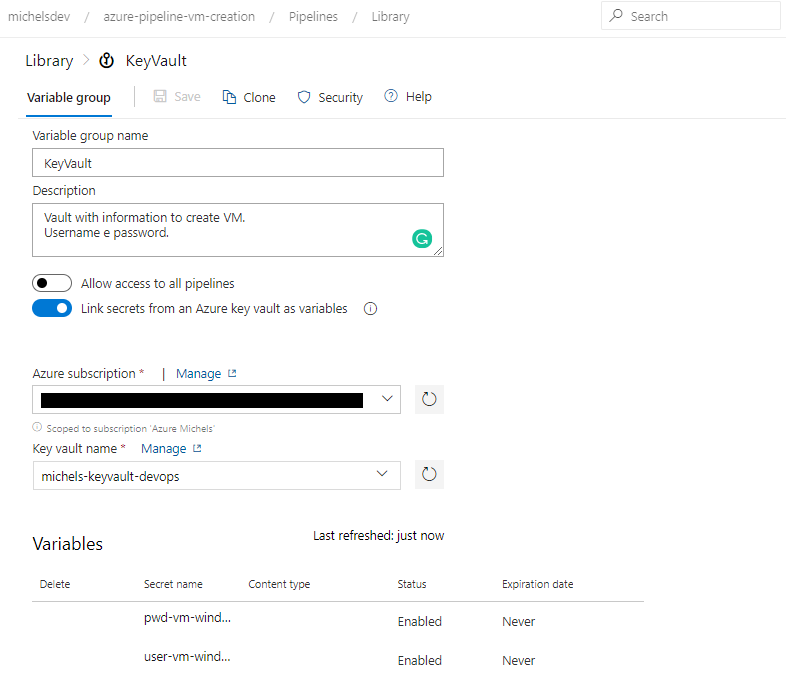 michelsdev / azure-pipeline-vm-creation / Pipelines / Library
Search
Library > KeyVault
Variable group | Save Clone Security Help
Variable group name
KeyVault
Description
Vault with information to create VM.
Username e password.
Allow access to all pipelines
Link secrets from an Azure key vault as variables
Azure subscription * | Manage
Scoped to subscription 'Azure Michels'
Key vault name * Manage
michels-keyvault-devops
Variables
Last refreshed: just now
Delete Secret name Content type Status Expiration date
pwd-vm-wind... Enabled Never
user-vm-wind... Enabled Never